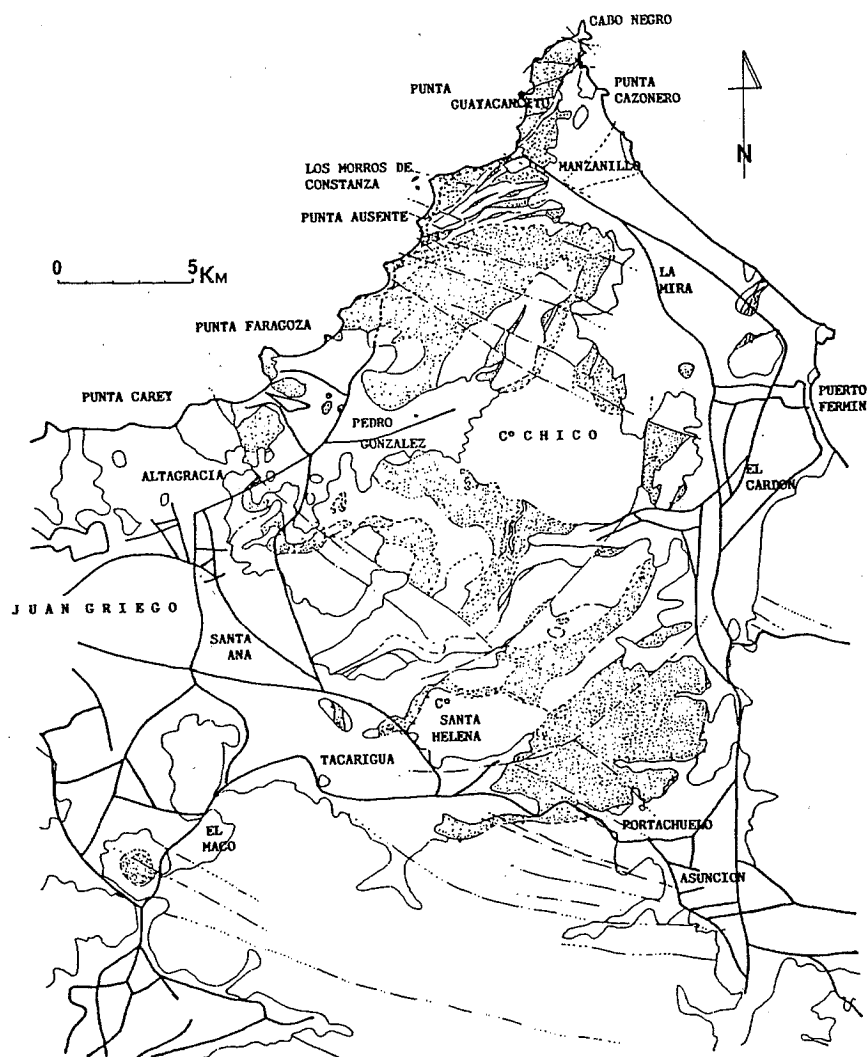 CABO NEGRO
PUNTA
GUAYACANCITO
PUNTA
CAZONERO
N
LOS MORROS DE
CONSTANZA
MANZANILLO
PUNTA AUSENTE
0 5 KM
LA
MIRA
PUNTA FARAGOZA
PUNTA CAREY
PUERTO
FERMIN
PEDRO
GONZALEZ
Cº CHICO
ALTAGRACIA
EL
CARDON
JUAN GRIEGO
SANTA
ANA
Cº
SANTA
HELENA
TACARIGUA
EL
MACO
PORTACHUELO
ASUNCION